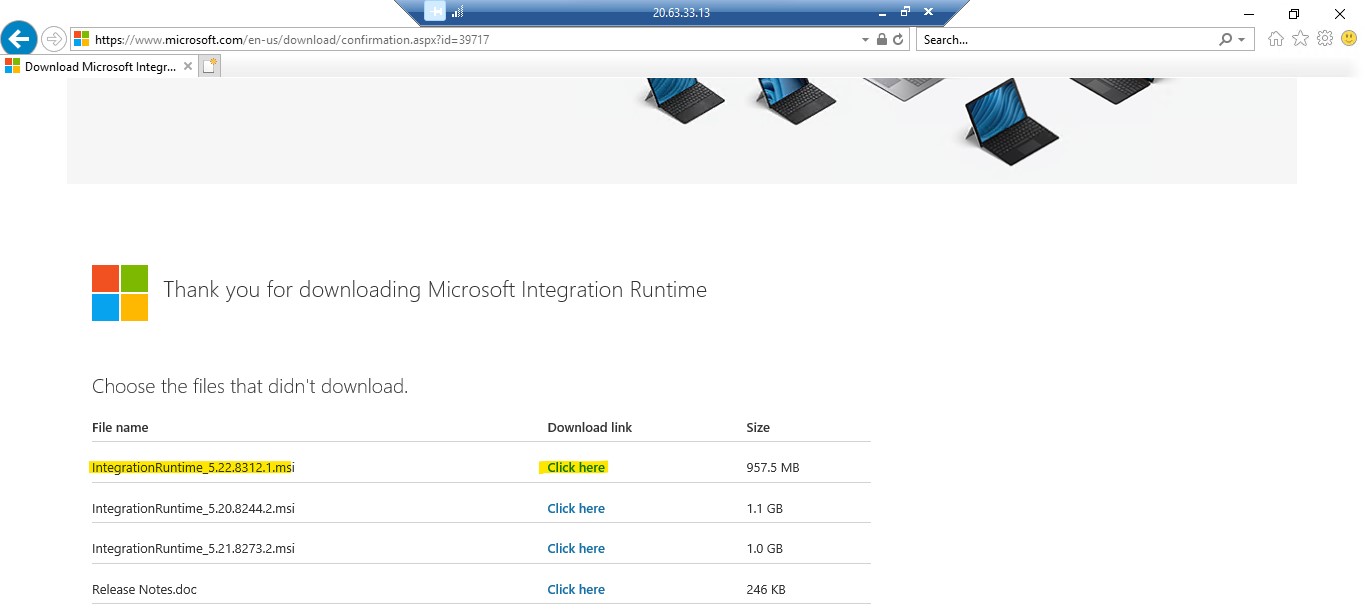 20.63.33.13
https://www.microsoft.com/en-us/download/confirmation.aspx?id=39717
Search...
Download Microsoft Integr...
Thank you for downloading Microsoft Integration Runtime
Choose the files that didn't download.
File name Download link Size
IntegrationRuntime_5.22.8312.1.msi Click here 957.5 MB
IntegrationRuntime_5.20.8244.2.msi Click here 1.1 GB
IntegrationRuntime_5.21.8273.2.msi Click here 1.0 GB
Release Notes.doc Click here 246 KB